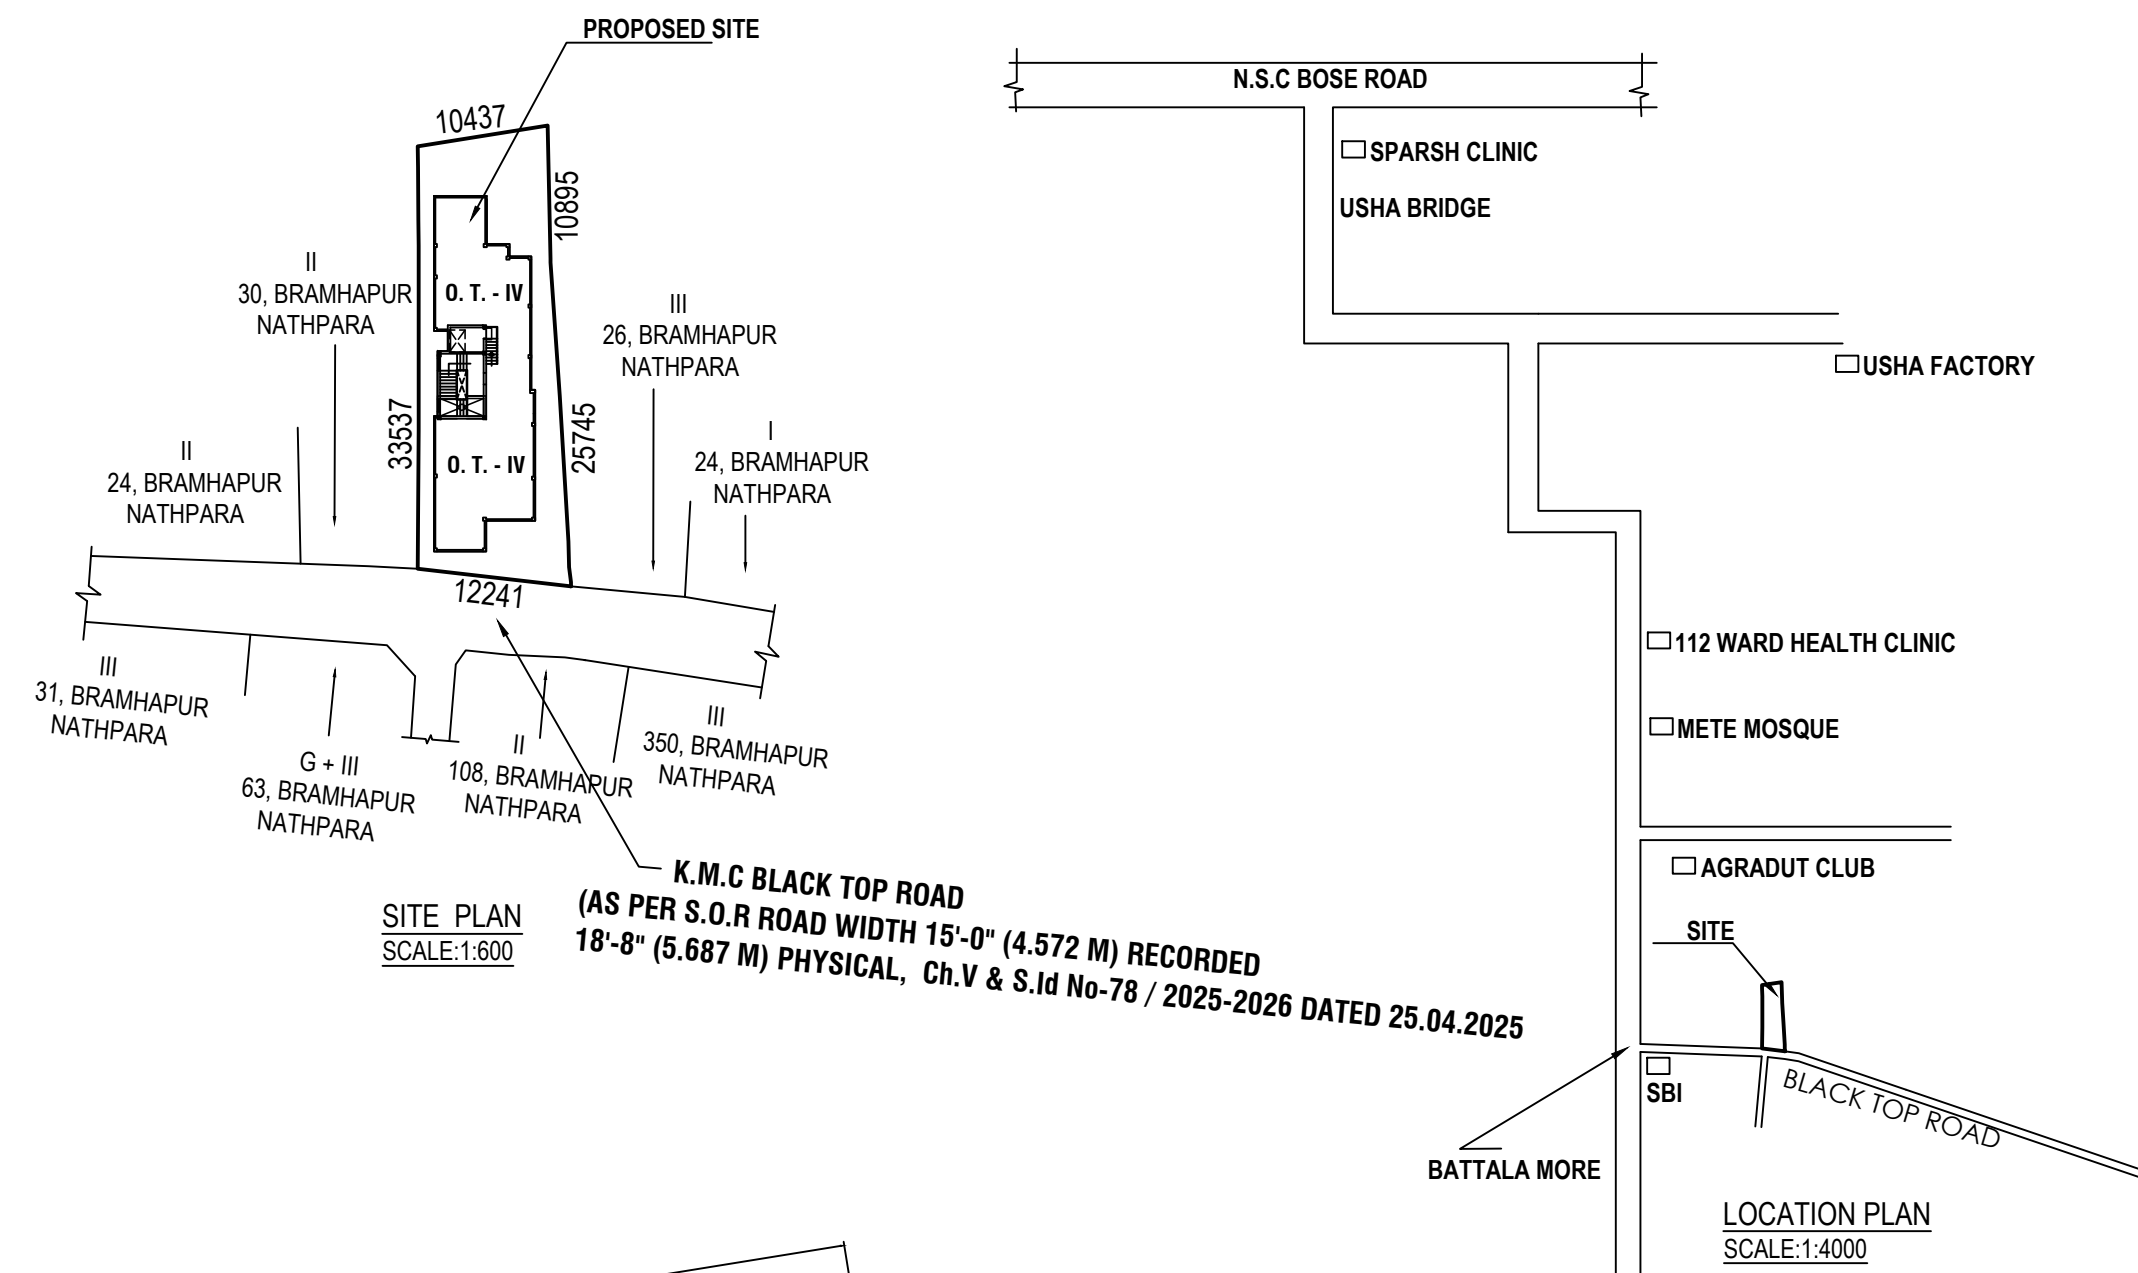 PROPOSED SITE
10437
10895
II
30, BRAMHAPUR
NATHPARA
O. T. - IV
III
26, BRAMHAPUR
NATHPARA
33537
25745
II
24, BRAMHAPUR
NATHPARA
O. T. - IV
I
24, BRAMHAPUR
NATHPARA
12241
III
31, BRAMHAPUR
NATHPARA
G + III
63, BRAMHAPUR
NATHPARA
II
108, BRAMHAPUR
NATHPARA
III
350, BRAMHAPUR
NATHPARA
K.M.C BLACK TOP ROAD
(AS PER S.O.R ROAD WIDTH 15'-0" (4.572 M) RECORDED
18'-8" (5.687 M) PHYSICAL, Ch.V & S.Id No-78 / 2025-2026 DATED 25.04.2025
SITE PLAN
SCALE:1:600
N.S.C BOSE ROAD
SPARSH CLINIC
USHA BRIDGE
USHA FACTORY
112 WARD HEALTH CLINIC
METE MOSQUE
AGRADUT CLUB
SITE
SBI
BLACK TOP ROAD
BATTALA MORE
LOCATION PLAN
SCALE:1:4000